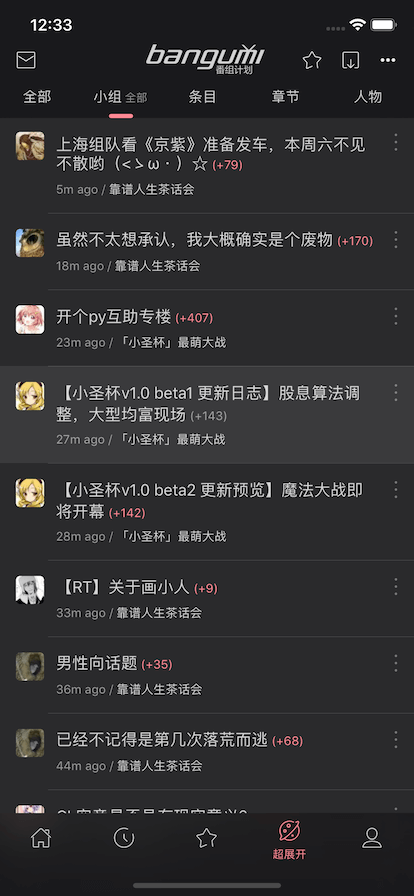 12:33
bangumi
番组计划
全部 小组 全部 条目 章节 人物
上海组队看《京紫》准备发车，本周六不见
不散哟（<ゝω・）☆ (+79)
5m ago / 靠谱人生茶话会
虽然不太想承认，我大概确实是个废物 (+170)
18m ago / 靠谱人生茶话会
开个py互助专楼 (+407)
23m ago / 「小圣杯」最萌大战
【小圣杯v1.0 beta1 更新日志】股息算法调
整，大型均富现场 (+143)
27m ago / 「小圣杯」最萌大战
【小圣杯v1.0 beta2 更新预览】魔法大战即
将开幕 (+142)
28m ago / 「小圣杯」最萌大战
【RT】关于画小人 (+9)
33m ago / 靠谱人生茶话会
男性向话题 (+35)
36m ago / 靠谱人生茶话会
已经不记得是第几次落荒而逃 (+68)
44m ago / 靠谱人生茶话会
超展开